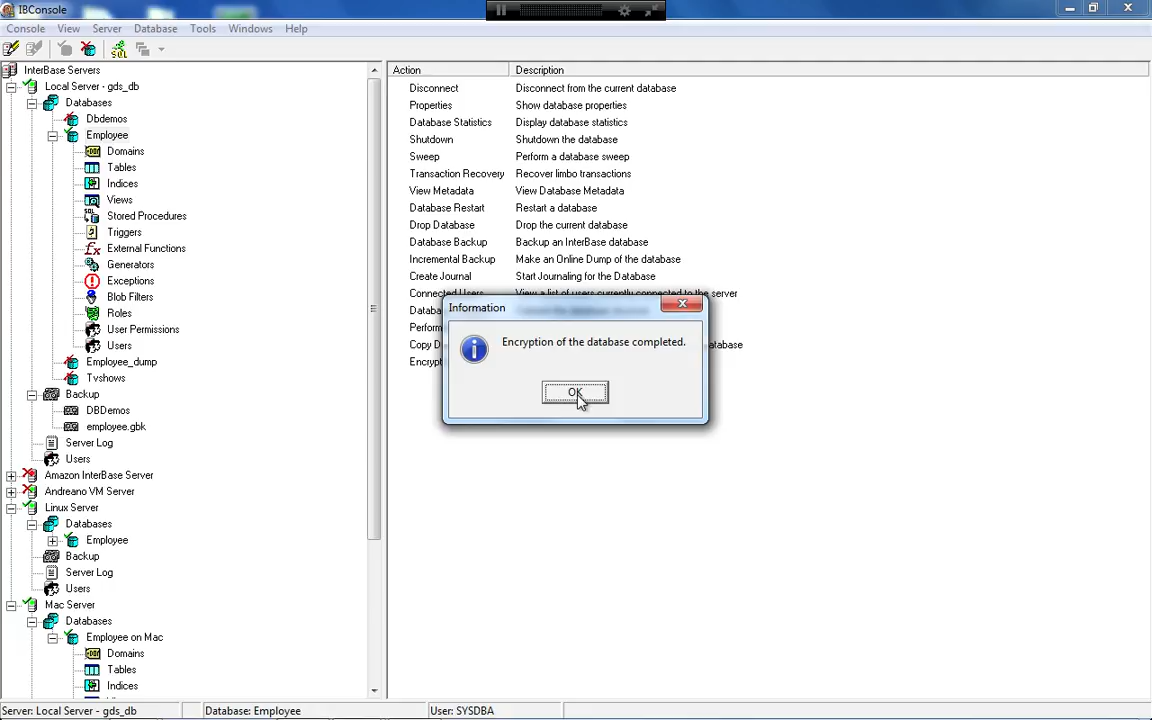 IBConsole
Console View Server Database Tools Windows Help
SQL
InterBase Servers
Local Server - gds_db
Databases
Dbdemos
Employee
Domains
Tables
Indices
Views
Stored Procedures
Triggers
External Functions
Generators
Exceptions
Blob Filters
Roles
User Permissions
Users
Employee_dump
Tvshows
Backup
DBDemos
employee.gbk
Server Log
Users
Amazon InterBase Server
Andreano VM Server
Linux Server
Databases
Employee
Backup
Server Log
Users
Mac Server
Databases
Employee on Mac
Domains
Tables
Indices
Action Description
Disconnect Disconnect from the current database
Properties Show database properties
Database Statistics Display database statistics
Shutdown Shutdown the database
Sweep Perform a database sweep
Transaction Recovery Recover limbo transactions
View Metadata View Database Metadata
Database Restart Restart a database
Drop Database Drop the current database
Database Backup Backup an InterBase database
Incremental Backup Make an Online Dump of the database
Create Journal Start Journaling for the Database
Connected Users View a list of users currently connected to the server
Databa
Perform
Copy D atabase
Encryp
Information
Encryption of the database completed.
OK
Server: Local Server - gds_db Database: Employee User: SYSDBA